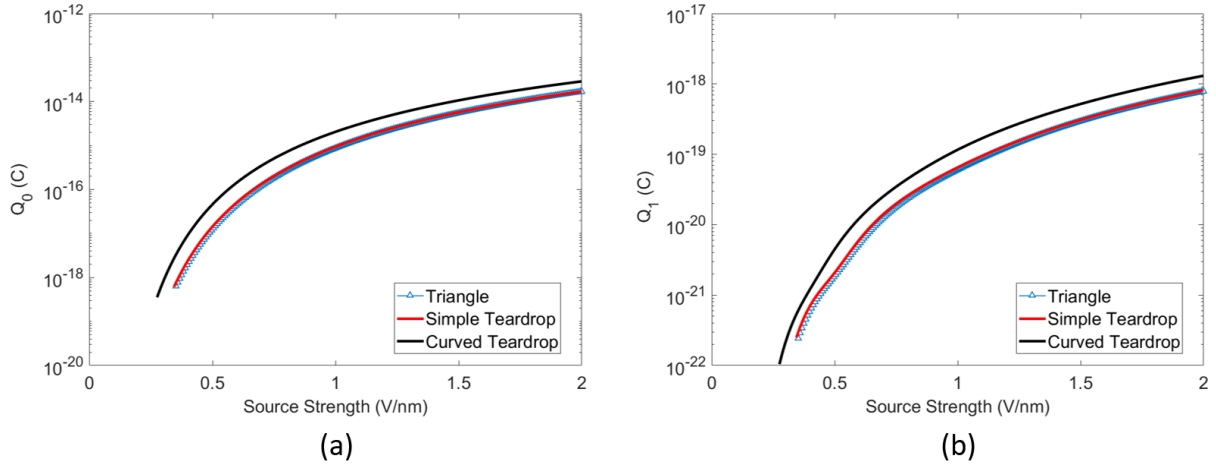 10^-12
10^-14
10^-16
10^-18
10^-20
Q_0 (C)
0
0.5
1
1.5
2
Source Strength (V/nm)
Triangle
Simple Teardrop
Curved Teardrop
(a)
10^-17
10^-18
10^-19
10^-20
10^-21
10^-22
Q_1 (C)
0
0.5
1
1.5
2
Source Strength (V/nm)
Triangle
Simple Teardrop
Curved Teardrop
(b)